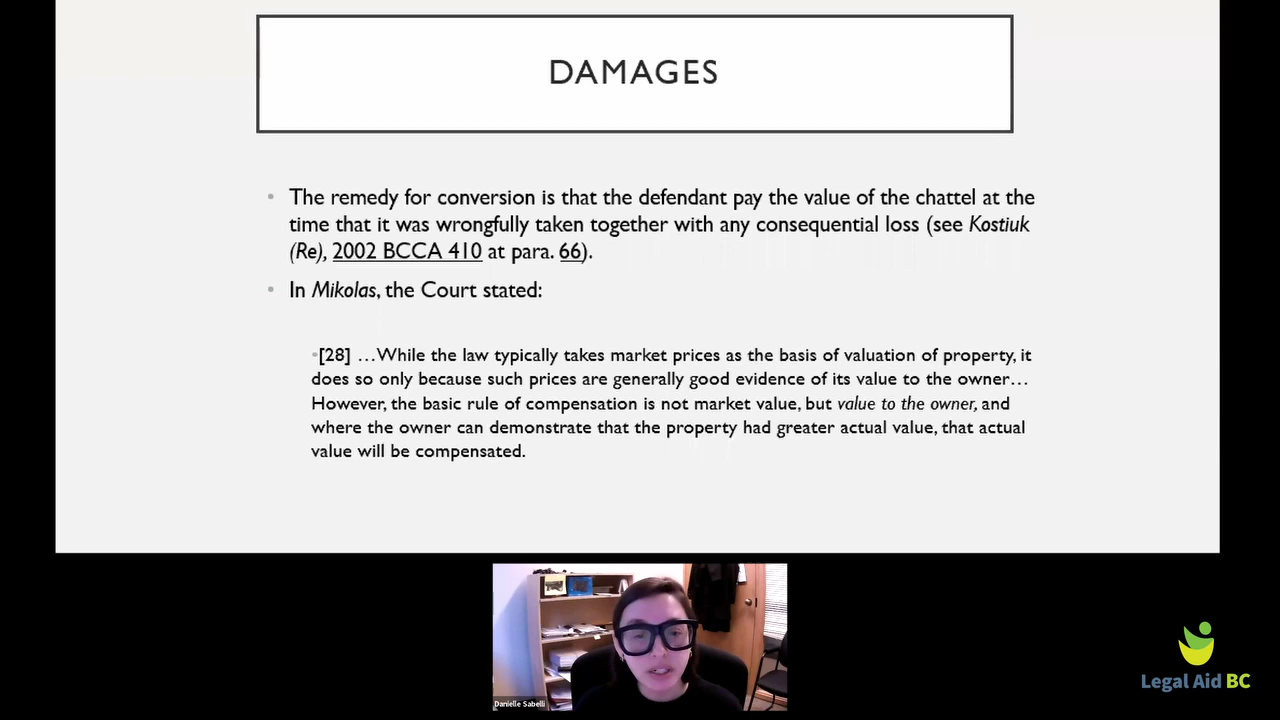 DAMAGES
• The remedy for conversion is that the defendant pay the value of the chattel at the
time that it was wrongfully taken together with any consequential loss (see Kostiuk
(Re), 2002 BCCA 410 at para. 66).
• In Mikolas, the Court stated:
•[28] …While the law typically takes market prices as the basis of valuation of property, it
does so only because such prices are generally good evidence of its value to the owner…
However, the basic rule of compensation is not market value, but value to the owner, and
where the owner can demonstrate that the property had greater actual value, that actual
value will be compensated.
Danielle Sabelli
Legal Aid BC